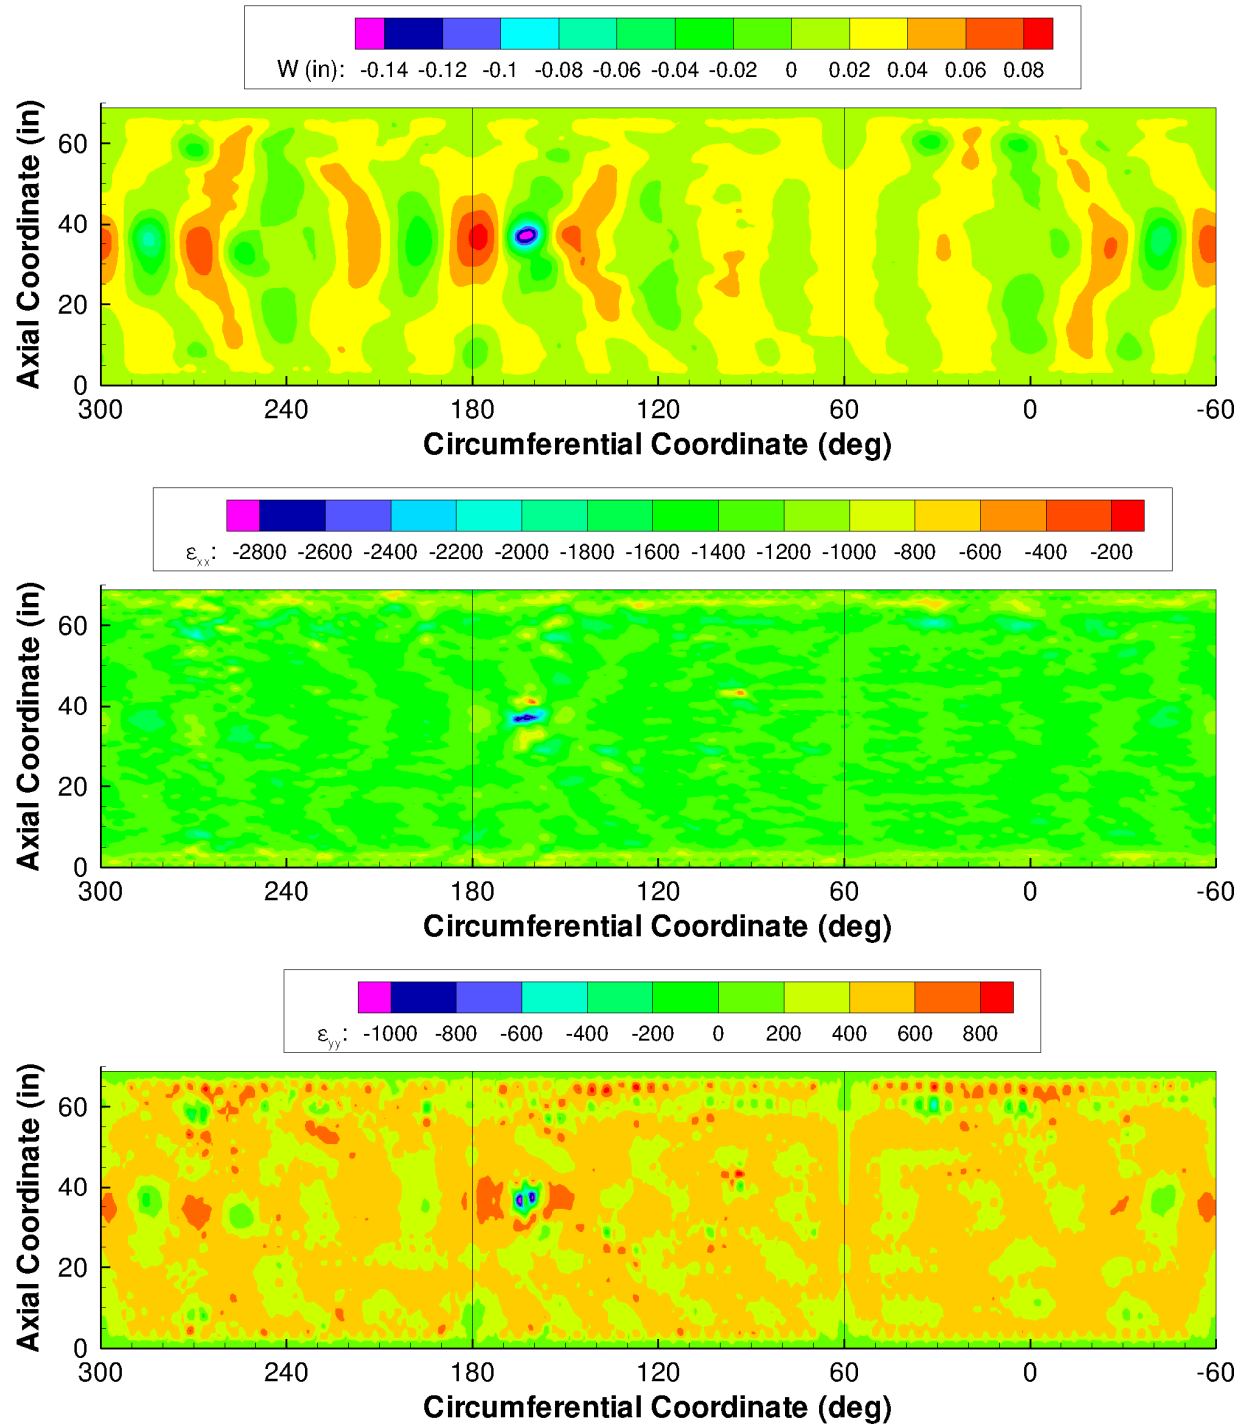 W (in): -0.14 -0.12 -0.1 -0.08 -0.06 -0.04 -0.02 0 0.02 0.04 0.06 0.08
Axial Coordinate (in)
60
40
20
0
300 240 180 120 60 0 -60
Circumferential Coordinate (deg)
εxx: -2800 -2600 -2400 -2200 -2000 -1800 -1600 -1400 -1200 -1000 -800 -600 -400 -200
Axial Coordinate (in)
60
40
20
0
300 240 180 120 60 0 -60
Circumferential Coordinate (deg)
εyy: -1000 -800 -600 -400 -200 0 200 400 600 800
Axial Coordinate (in)
60
40
20
0
300 240 180 120 60 0 -60
Circumferential Coordinate (deg)